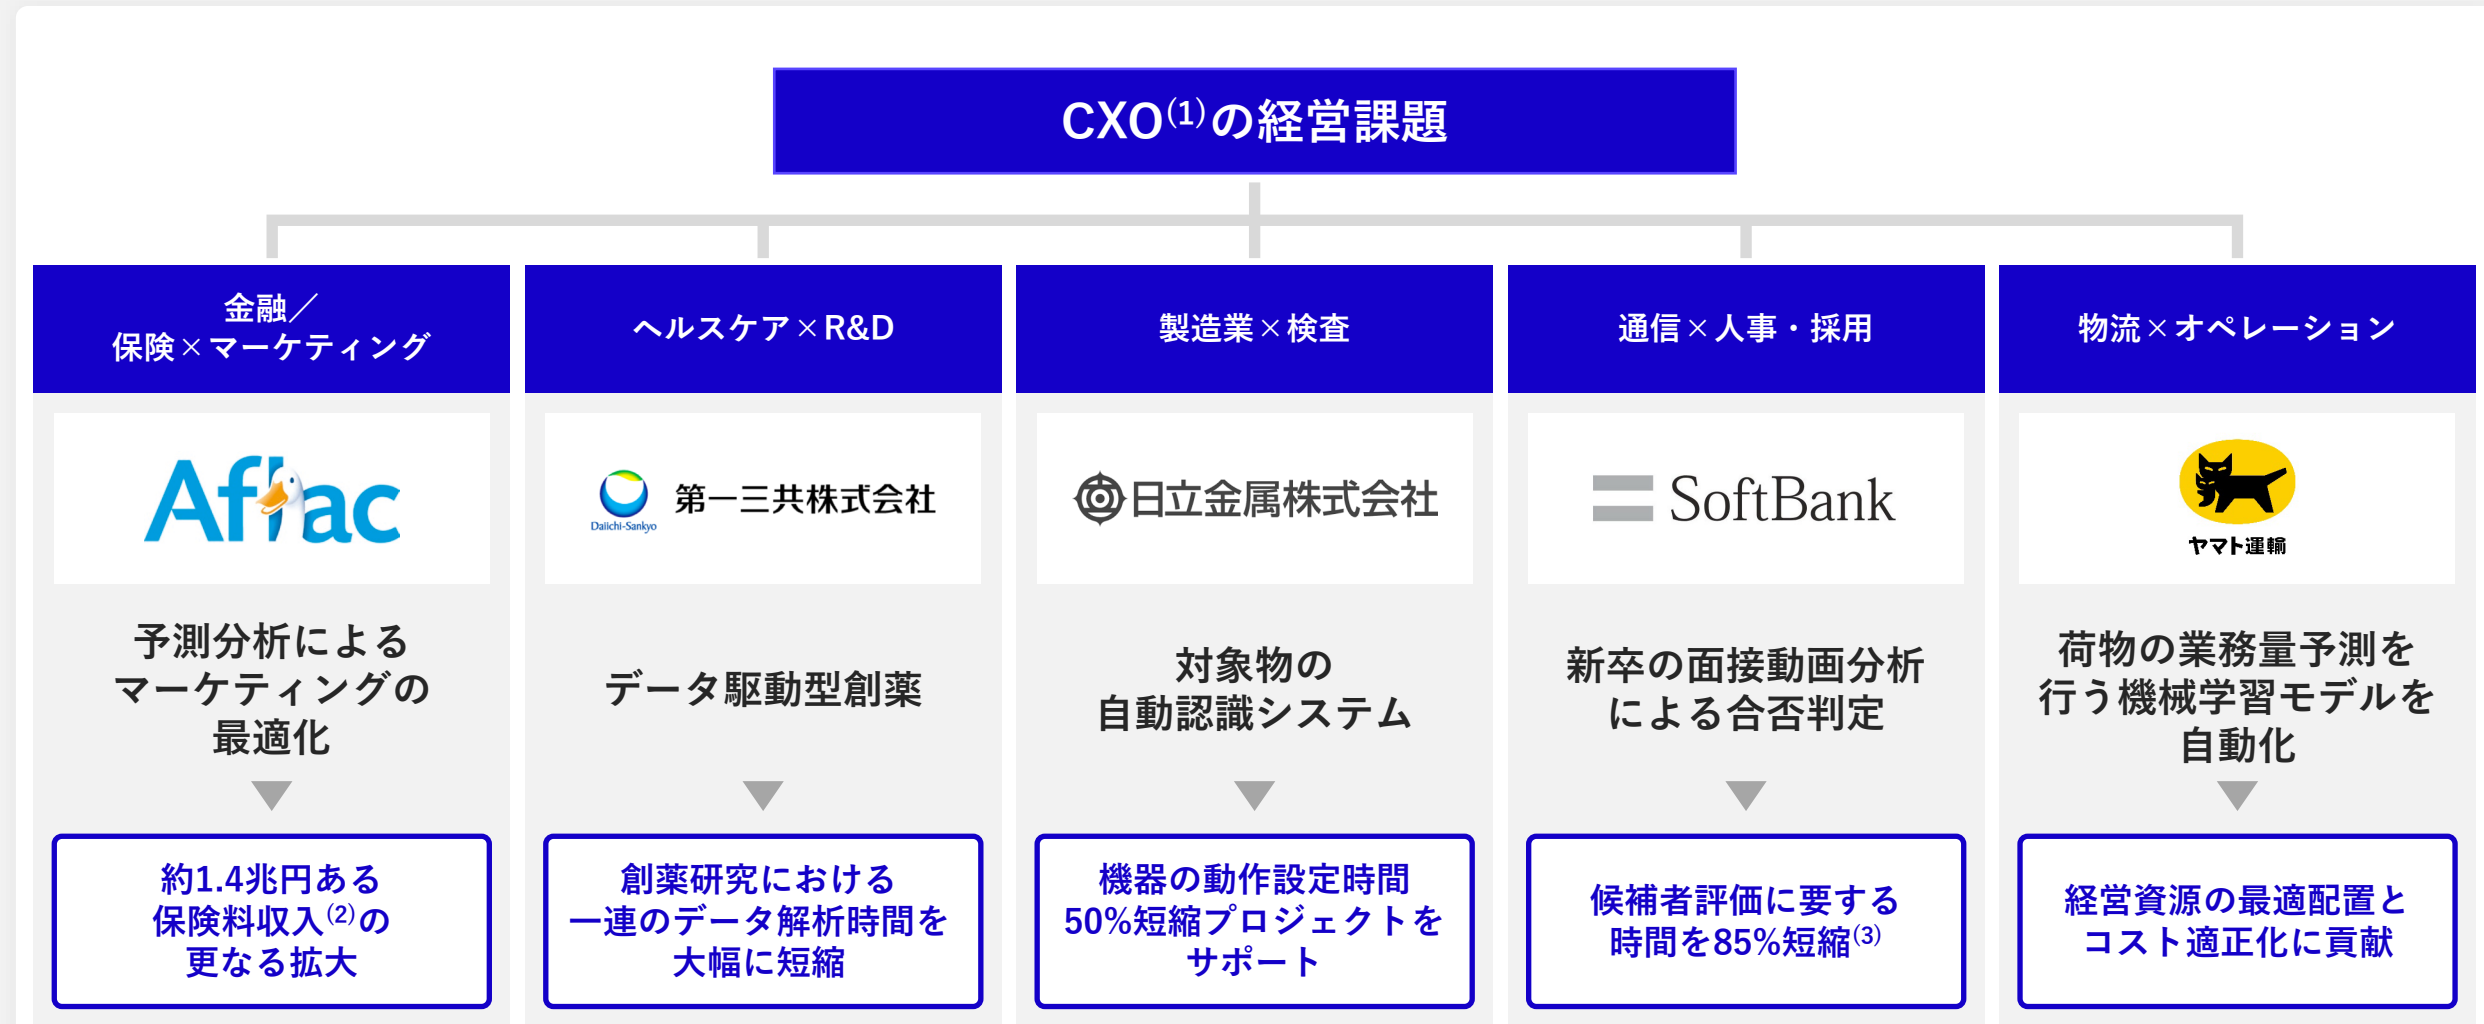 CXO(1)の経営課題
金融／
保険×マーケティング
Aflac
予測分析による
マーケティングの
最適化
約1.4兆円ある
保険料収入(2)の
更なる拡大
ヘルスケア×R&D
Daiichi-Sankyo
第一三共株式会社
データ駆動型創薬
創薬研究における
一連のデータ解析時間を
大幅に短縮
製造業×検査
日立金属株式会社
対象物の
自動認識システム
機器の動作設定時間
50%短縮プロジェクトを
サポート
通信×人事・採用
SoftBank
新卒の面接動画分析
による合否判定
候補者評価に要する
時間を85%短縮(3)
物流×オペレーション
ヤマト運輸
荷物の業務量予測を
行う機械学習モデルを
自動化
経営資源の最適配置と
コスト適正化に貢献